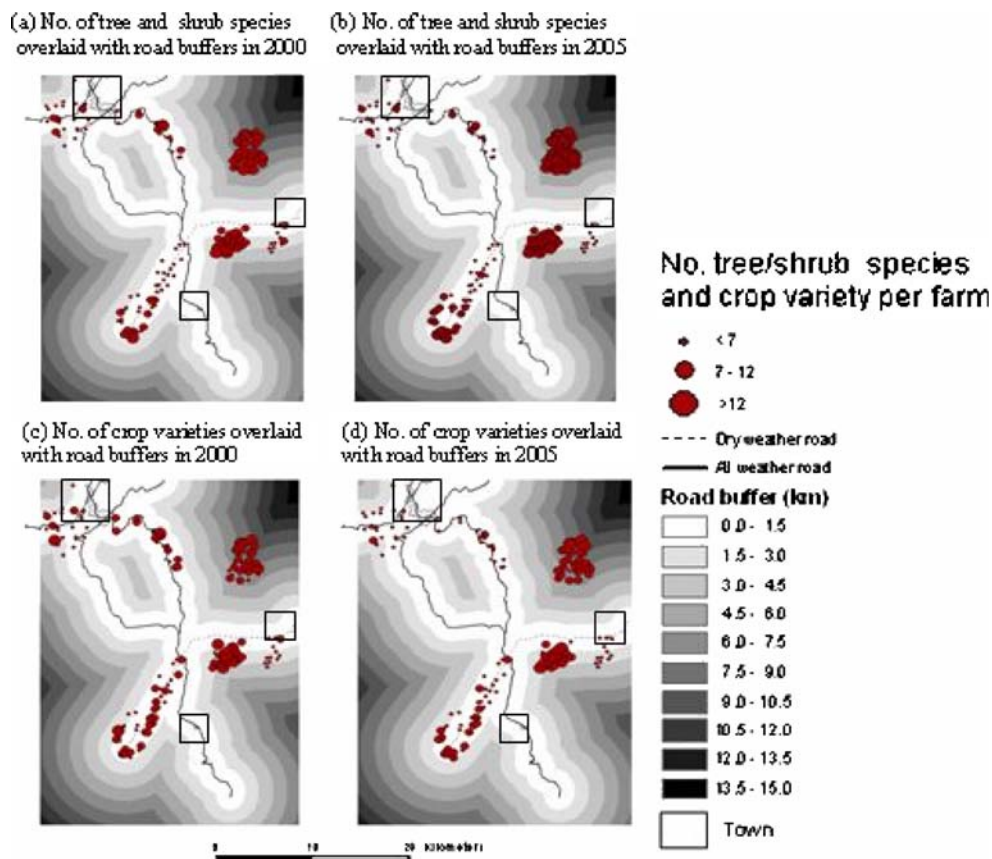 (a) No. of tree and shrub species
overlaid with road buffers in 2000
(b) No. of tree and shrub species
overlaid with road buffers in 2005
(c) No. of crop varieties overlaid
with road buffers in 2000
(d) No. of crop varieties overlaid
with road buffers in 2005
No. tree/shrub species
and crop variety per farm
<7
7 - 12
>12
Dry weather road
All weather road
Road buffer (km)
0.0 - 1.5
1.5 - 3.0
3.0 - 4.5
4.5 - 6.0
6.0 - 7.5
7.5 - 9.0
9.0 - 10.5
10.5 - 12.0
12.0 - 13.5
13.5 - 15.0
Town
0 10 20 Kilometers